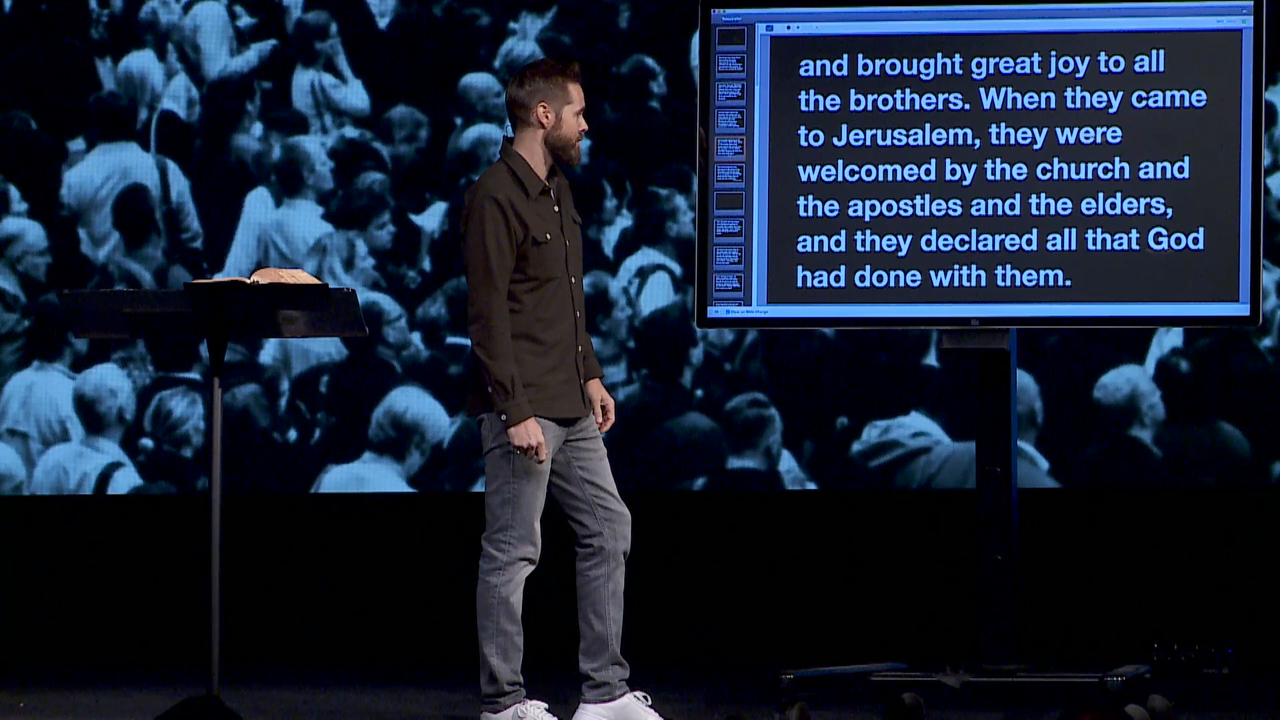 and brought great joy to all
the brothers. When they came
to Jerusalem, they were
welcomed by the church and
the apostles and the elders,
and they declared all that God
had done with them.